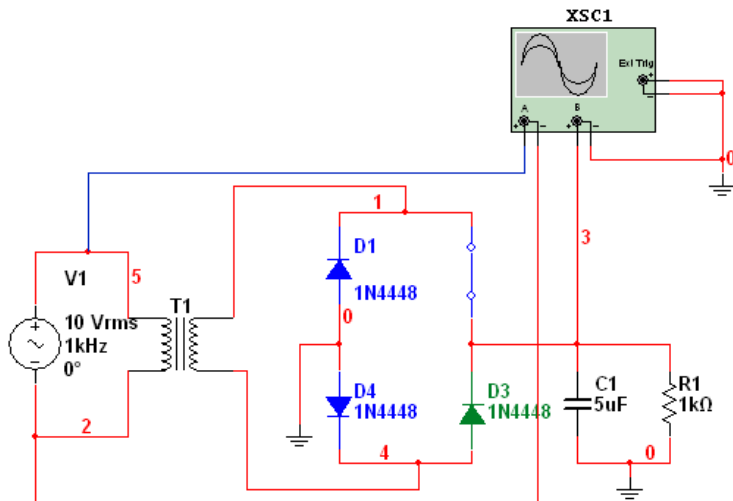 XSC1
Ext Trig
+
−
A
B
+ − + −
0
1
3
D1
V1
5
1N4448
T1
0
10 Vrms
1kHz
0°
D4
1N4448
D3
1N4448
C1
5uF
R1
1kΩ
2
4
0